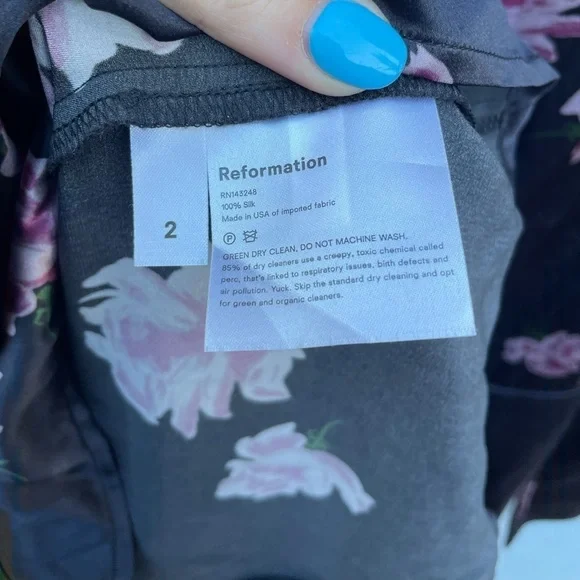 Reformation
RN143248
100% Silk
Made in USA of imported fabric
2
P
GREEN DRY CLEAN, DO NOT MACHINE WASH.
85% of dry cleaners use a creepy, toxic chemical called
perc, that's linked to respiratory issues, birth defects and
air pollution. Yuck. Skip the standard dry cleaning and opt
for green and organic cleaners.